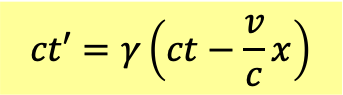 ct′ = γ(ct − v/c x)